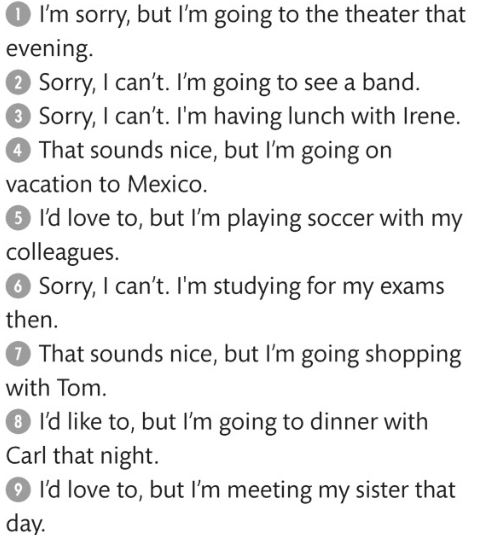 1 I’m sorry, but I’m going to the theater that
evening.
2 Sorry, I can’t. I’m going to see a band.
3 Sorry, I can’t. I'm having lunch with Irene.
4 That sounds nice, but I’m going on
vacation to Mexico.
5 I’d love to, but I’m playing soccer with my
colleagues.
6 Sorry, I can’t. I'm studying for my exams
then.
7 That sounds nice, but I’m going shopping
with Tom.
8 I’d like to, but I’m going to dinner with
Carl that night.
9 I’d love to, but I’m meeting my sister that
day.